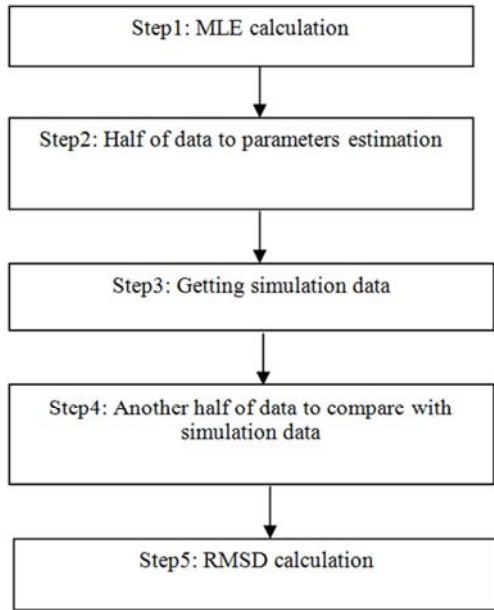 Step1: MLE calculation
Step2: Half of data to parameters estimation
Step3: Getting simulation data
Step4: Another half of data to compare with
simulation data
Step5: RMSD calculation